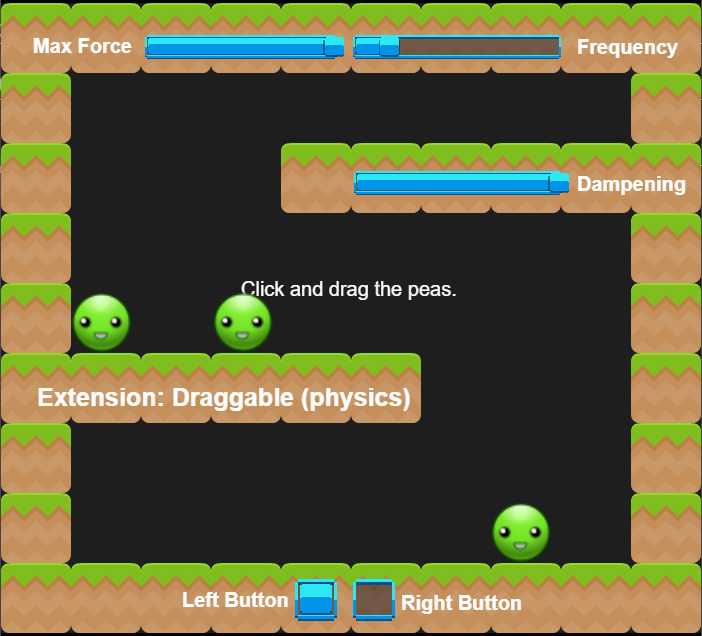 Max Force
Frequency
Dampening
Click and drag the peas.
Extension: Draggable (physics)
Left Button
Right Button